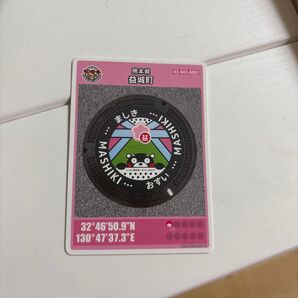 熊本県
益城町
43-443-A001
ましき
MASHIKI
益
MASHIKI
おすい
32°46'50.9"N
130°47'37.3"E